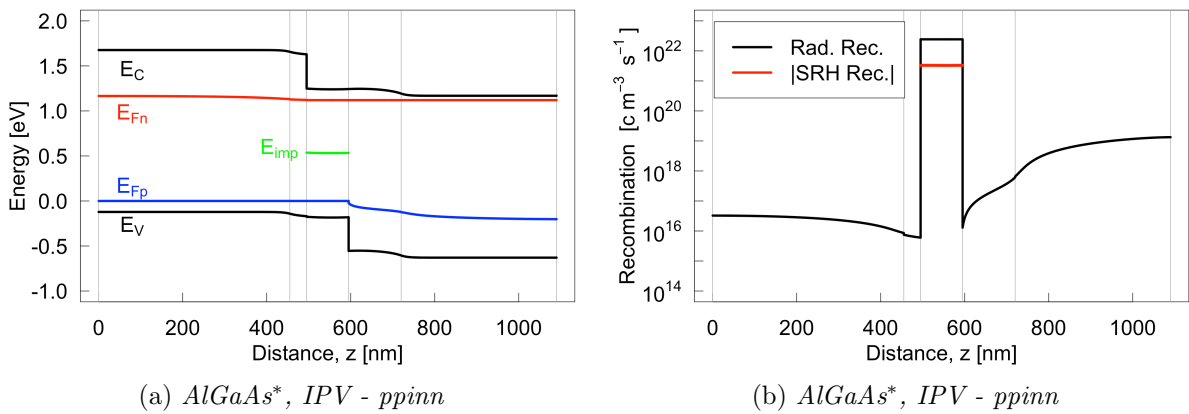 2.0
1.5
1.0
0.5
0.0
-0.5
-1.0
Energy [eV]
E_C
E_Fn
E_imp
E_Fp
E_V
0 200 400 600 800 1000
Distance, z [nm]
(a) AlGaAs*, IPV - ppinn
Rad. Rec.
|SRH Rec.|
10^22
10^20
10^18
10^16
10^14
Recombination [c m^−3 s^−1]
0 200 400 600 800 1000
Distance, z [nm]
(b) AlGaAs*, IPV - ppinn